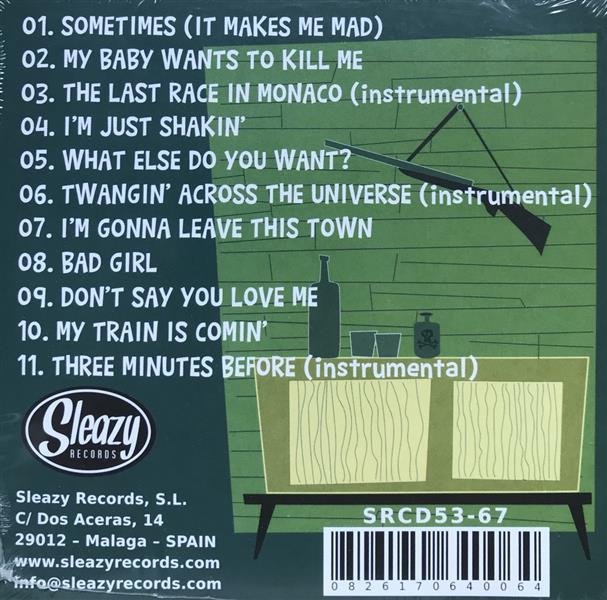 01. SOMETIMES (IT MAKES ME MAD)
02. MY BABY WANTS TO KILL ME
03. THE LAST RACE IN MONACO (instrumental)
04. I'M JUST SHAKIN'
05. WHAT ELSE DO YOU WANT?
06. TWANGIN' ACROSS THE UNIVERSE (instrumental)
07. I'M GONNA LEAVE THIS TOWN
08. BAD GIRL
09. DON'T SAY YOU LOVE ME
10. MY TRAIN IS COMIN'
11. THREE MINUTES BEFORE (instrumental)
Sleazy
RECORDS
Sleazy Records, S.L.
C/ Dos Aceras, 14
29012 – Malaga – SPAIN
www.sleazyrecords.com
info@sleazyrecords.com
SRCD53-67
082617064064